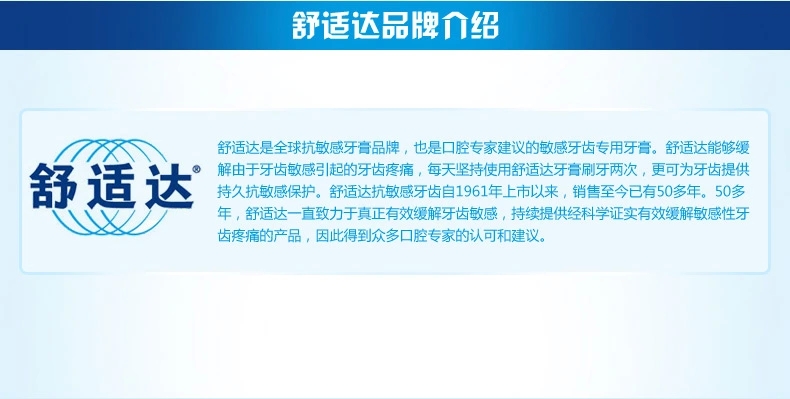 舒适达品牌介绍
舒适达®
舒适达是全球抗敏感牙膏品牌，也是口腔专家建议的敏感牙齿专用牙膏。舒适达能够缓
解由于牙齿敏感引起的牙齿疼痛，每天坚持使用舒适达牙膏刷牙两次，更可为牙齿提供
持久抗敏感保护。舒适达抗敏感牙齿自1961年上市以来，销售至今已有50多年。50多
年，舒适达一直致力于真正有效缓解牙齿敏感，持续提供经科学证实有效缓解敏感性牙
齿疼痛的产品，因此得到众多口腔专家的认可和建议。